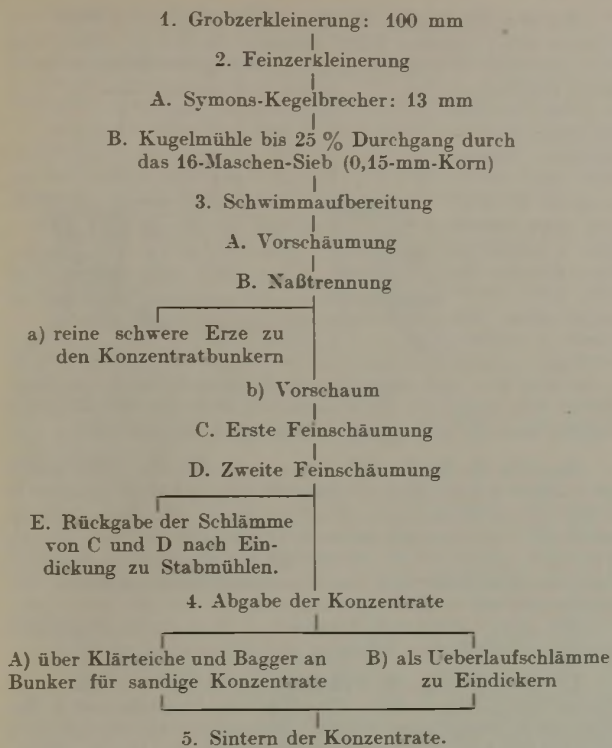 1. Grobzerkleinerung: 100 mm
2. Feinzerkleinerung
A. Symons-Kegelbrecher: 13 mm
B. Kugelmühle bis 25 % Durchgang durch
das 16-Maschen-Sieb (0,15-mm-Korn)
3. Schwimmaufbereitung
A. Vorschäumung
B. Naßtrennung
a) reine schwere Erze zu
den Konzentratbunkern
b) Vorschaum
C. Erste Feinschäumung
D. Zweite Feinschäumung
E. Rückgabe der Schlämme
von C und D nach Ein-
dickung zu Stabmühlen.
4. Abgabe der Konzentrate
A) über Klärteiche und Bagger an
Bunker für sandige Konzentrate
B) als Ueberlaufschlämme
zu Eindickern
5. Sintern der Konzentrate.